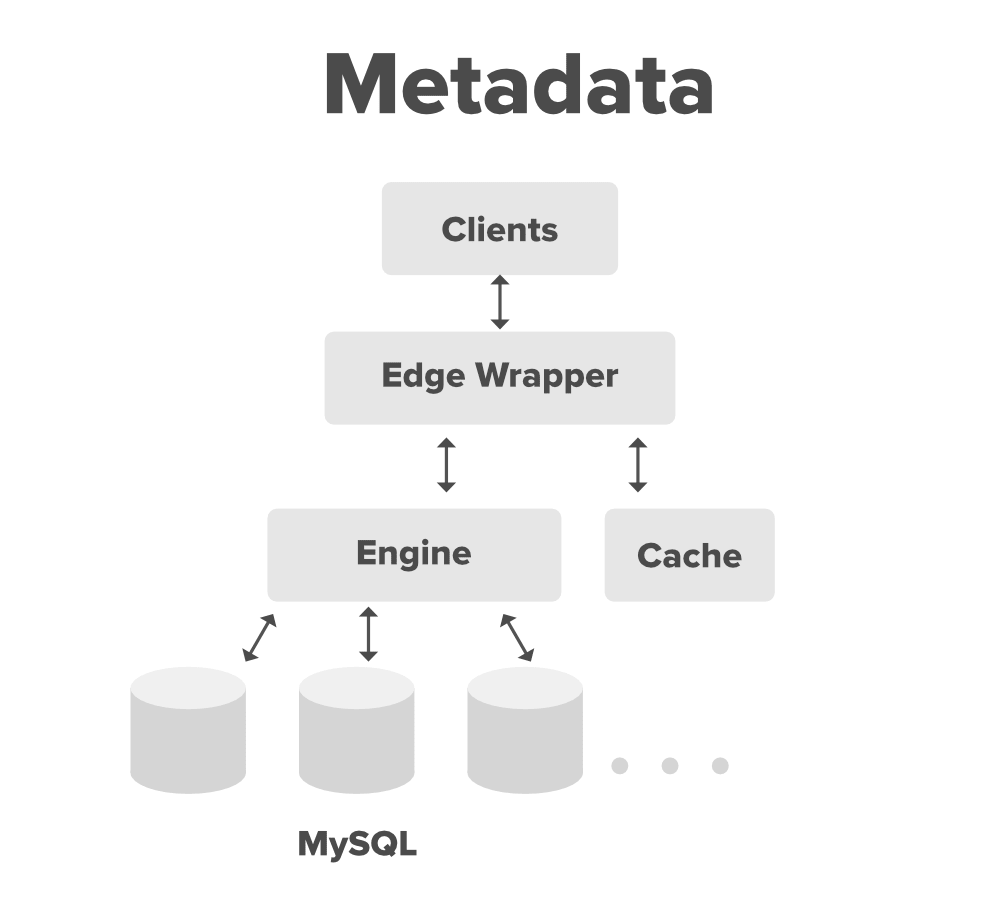 Metadata
Clients
Edge Wrapper
Engine
Cache
MySQL